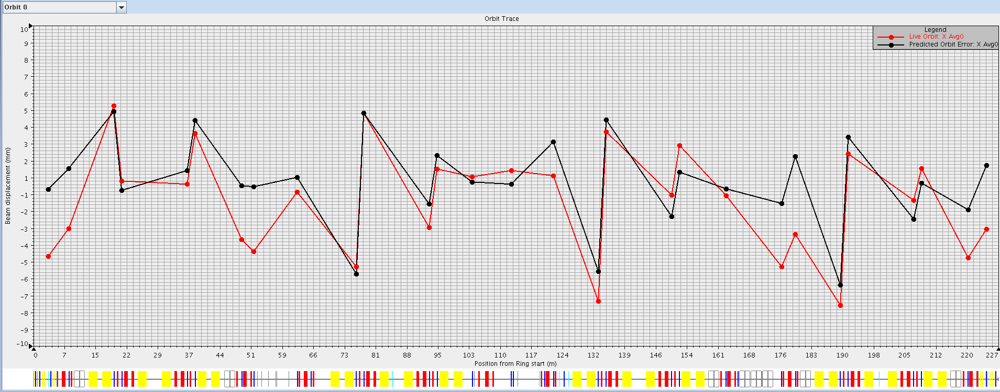 Orbit 0
Orbit Trace
Legend
Live Orbit: X Avg0
Predicted Orbit Error: X Avg0
Beam displacement (mm)
10
9
8
7
6
5
4
3
2
1
-1
-2
-3
-4
-5
-6
-7
-8
-9
-10
0 7 15 22 29 37 44 51 59 66 73 81 88 95 103 110 117 124 132 139 146 154 161 168 176 183 190 198 205 212 220 227
Position from Ring start (m)